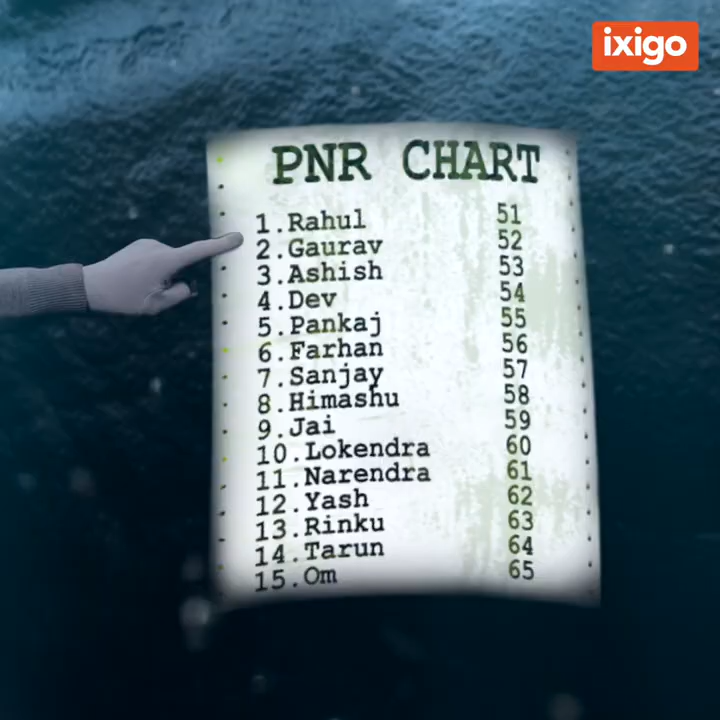 ixigo
PNR CHART
1.Rahul 51
2.Gaurav 52
3.Ashish 53
4.Dev 54
5.Pankaj 55
6.Farhan 56
7.Sanjay 57
8.Himashu 58
9.Jai 59
10.Lokendra 60
11.Narendra 61
12.Yash 62
13.Rinku 63
14.Tarun 64
15.Om 65